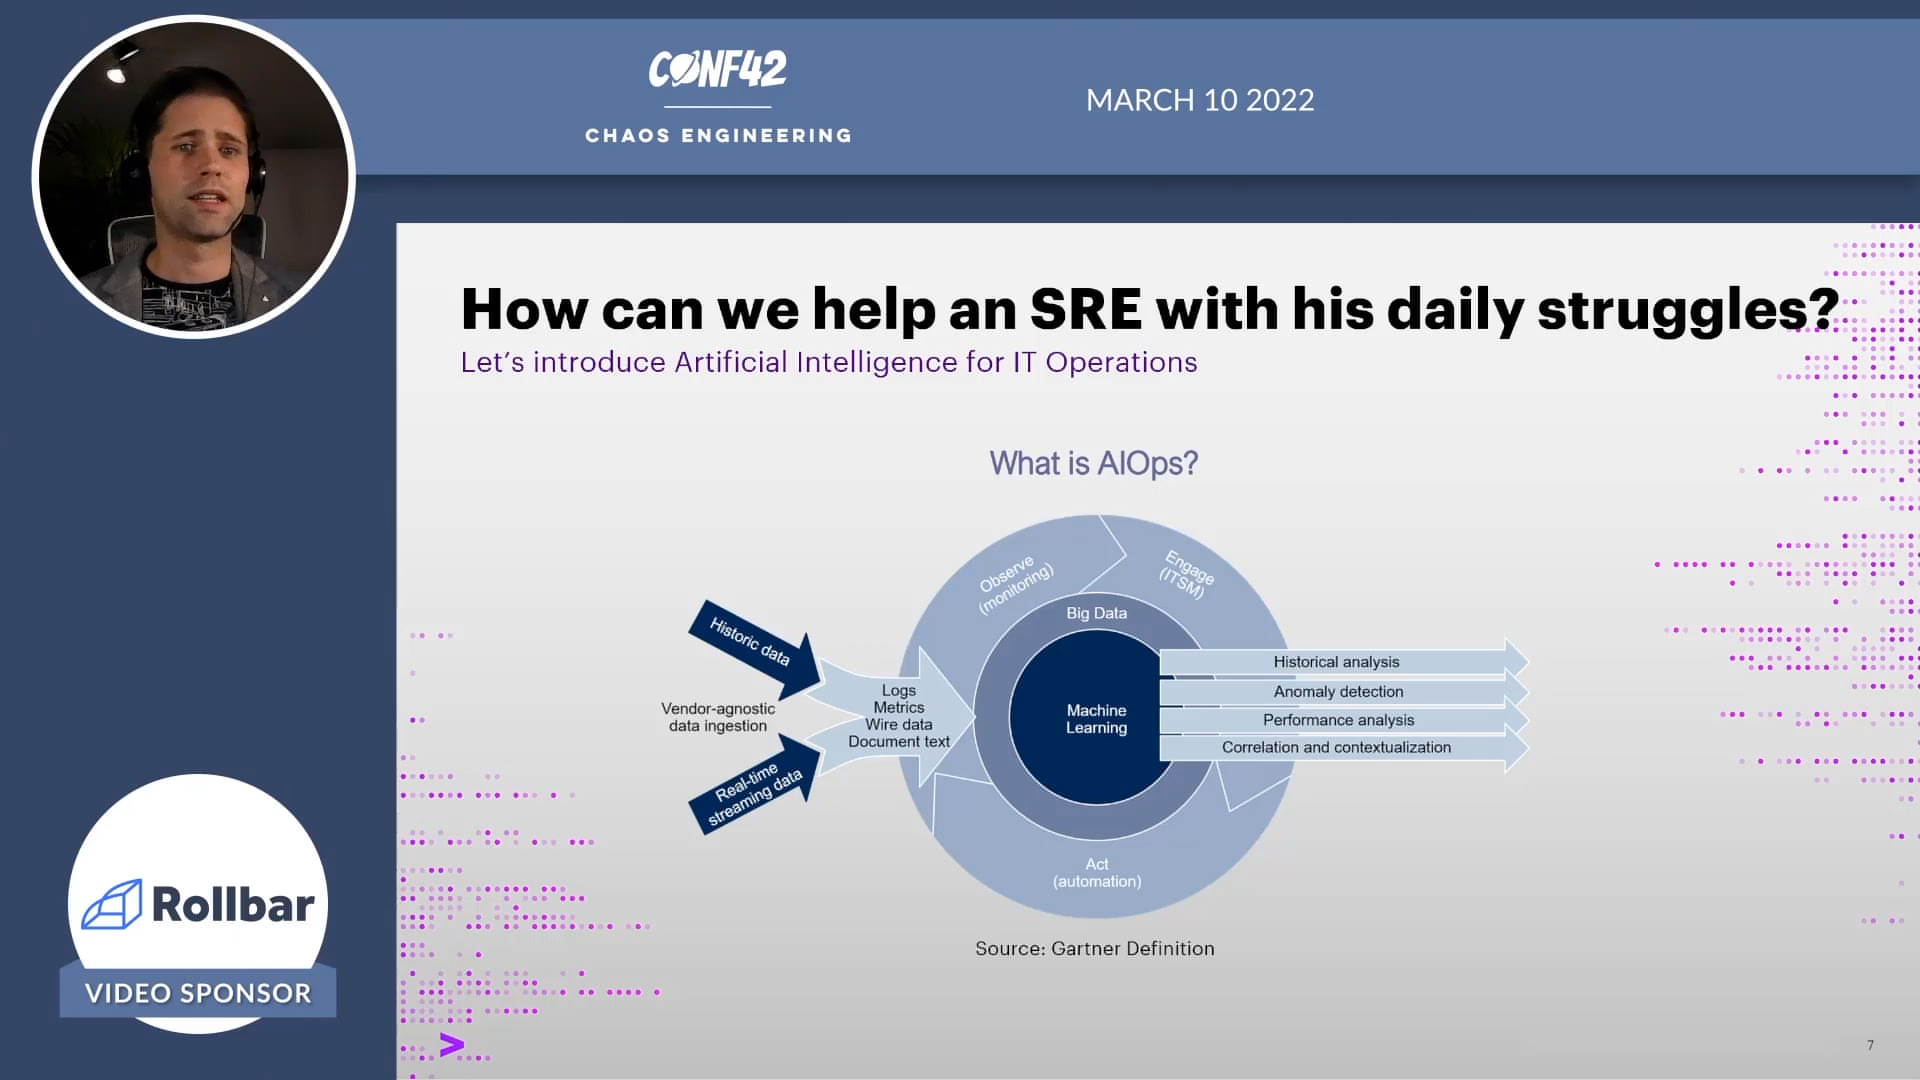 CONF42
CHAOS ENGINEERING
MARCH 10 2022
How can we help an SRE with his daily struggles?
Let's introduce Artificial Intelligence for IT Operations
What is AIOps?
Observe
(monitoring)
Engage
(ITSM)
Big Data
Historic data
Vendor-agnostic
data ingestion
Real-time
streaming data
Logs
Metrics
Wire data
Document text
Machine
Learning
Historical analysis
Anomaly detection
Performance analysis
Correlation and contextualization
Act
(automation)
Source: Gartner Definition
Rollbar
VIDEO SPONSOR
>
7